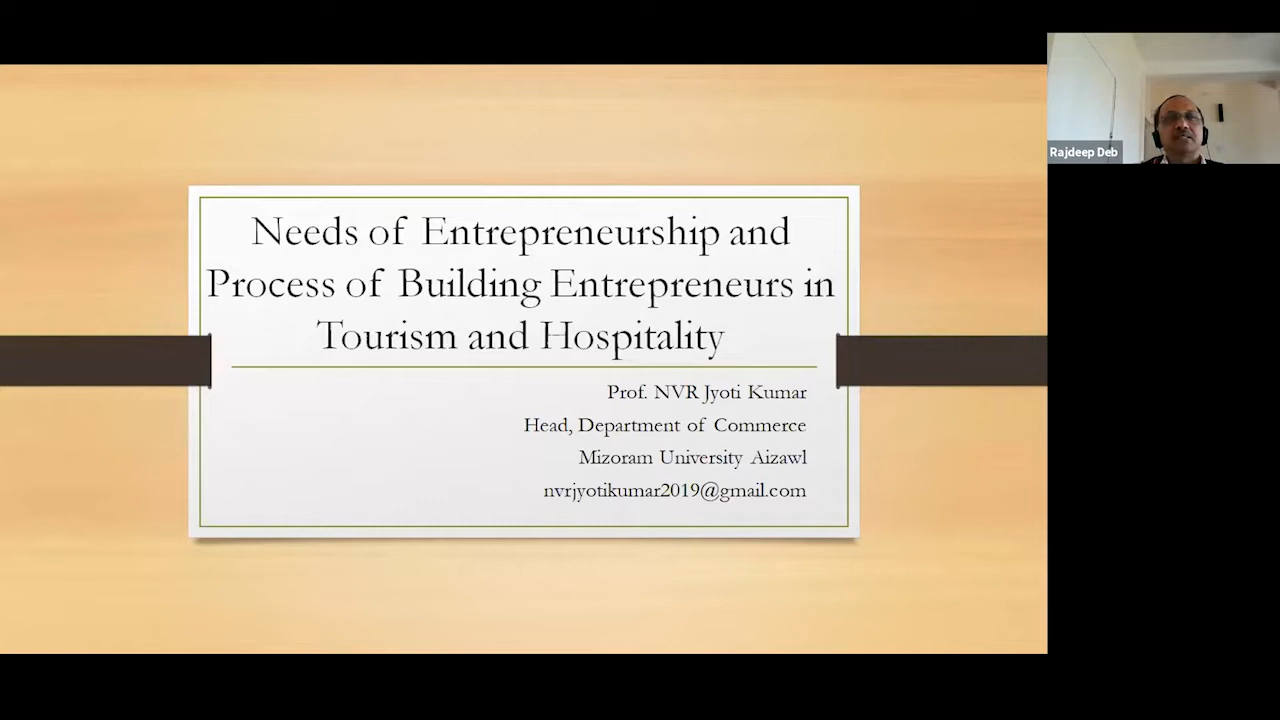 Needs of Entrepreneurship and
Process of Building Entrepreneurs in
Tourism and Hospitality
Prof. NVR Jyoti Kumar
Head, Department of Commerce
Mizoram University Aizawl
nvrjyotikumar2019@gmail.com
Rajdeep Deb